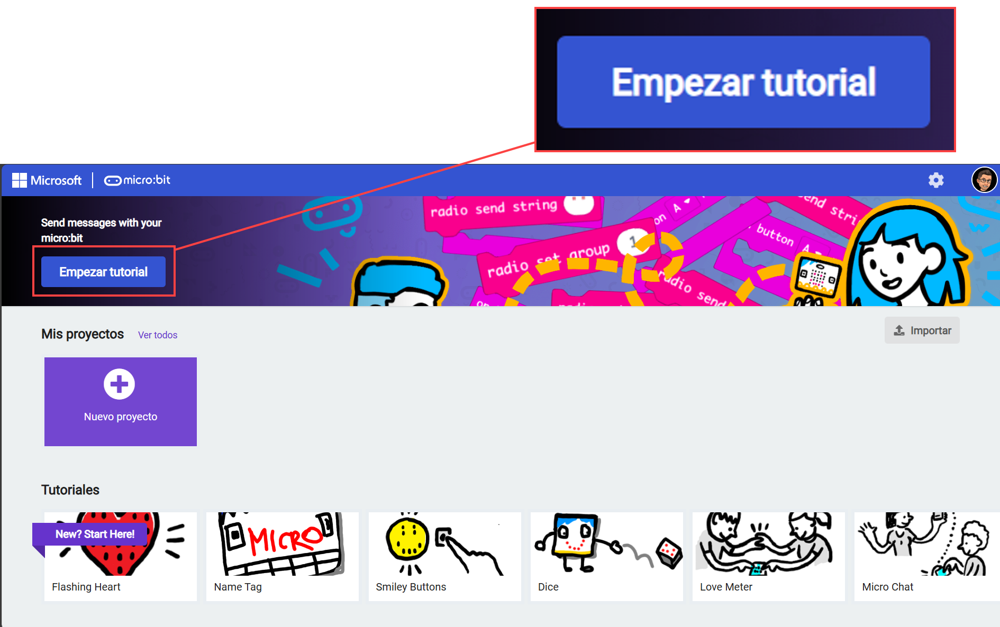 Empezar tutorial
Microsoft
micro:bit
Send messages with your
micro:bit
Empezar tutorial
radio send string
radio set group 1
on
A
send
button A
radio send
on
Mis proyectos
Ver todos
Importar
Nuevo proyecto
Tutoriales
New? Start Here!
MICRO
Flashing Heart
Name Tag
Smiley Buttons
Dice
Love Meter
Micro Chat